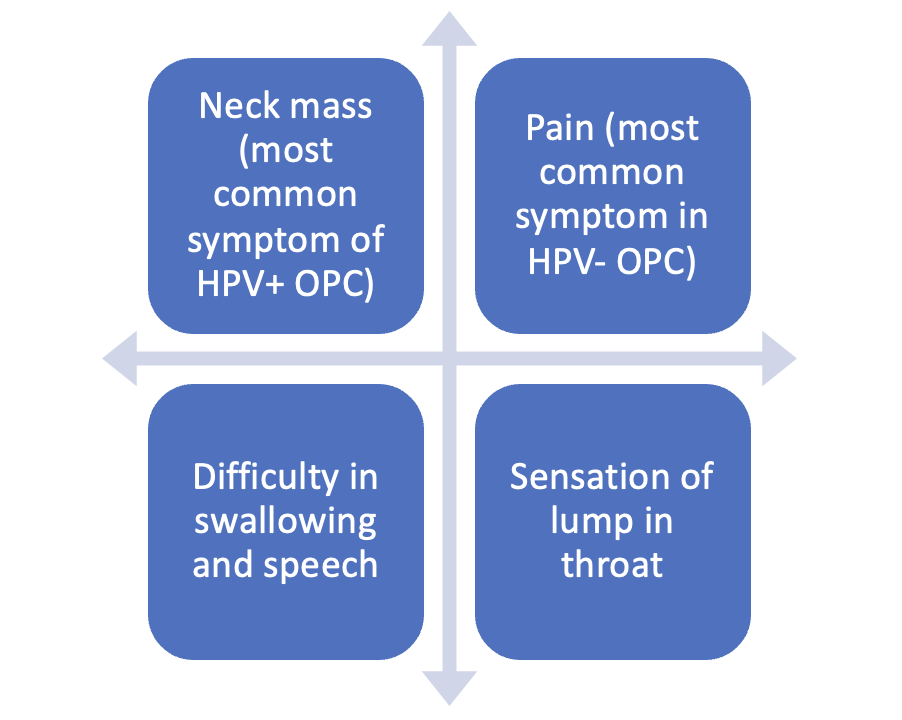 Neck mass
(most
common
symptom of
HPV+ OPC)
Pain (most
common
symptom in
HPV- OPC)
Difficulty in
swallowing
and speech
Sensation of
lump in
throat